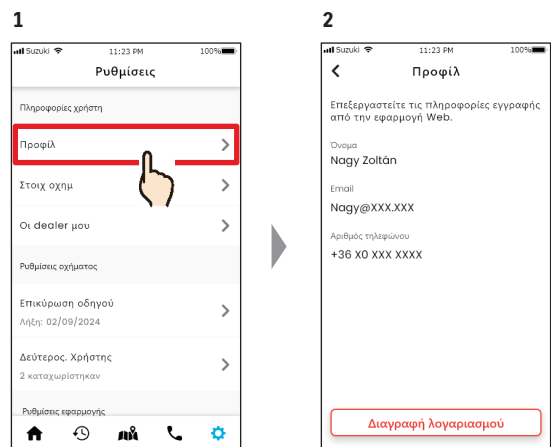 1
Suzuki 11:23 PM 100%
Ρυθμίσεις
Πληροφορίες χρήστη
Προφίλ
Στοιχ οχημ
Οι dealer μου
Ρυθμίσεις οχήματος
Επικύρωση οδηγού
Λήξη: 02/09/2024
Δεύτερος. Χρήστης
2 καταχωρίστηκαν
Ρυθμίσεις εφαρμογής
2
Suzuki 11:23 PM 100%
Προφίλ
Επεξεργαστείτε τις πληροφορίες εγγραφής
από την εφαρμογή Web.
Όνομα
Nagy Zoltán
Email
Nagy@XXX.XXX
Αριθμός τηλεφώνου
+36 X0 XXX XXXX
Διαγραφή λογαριασμού